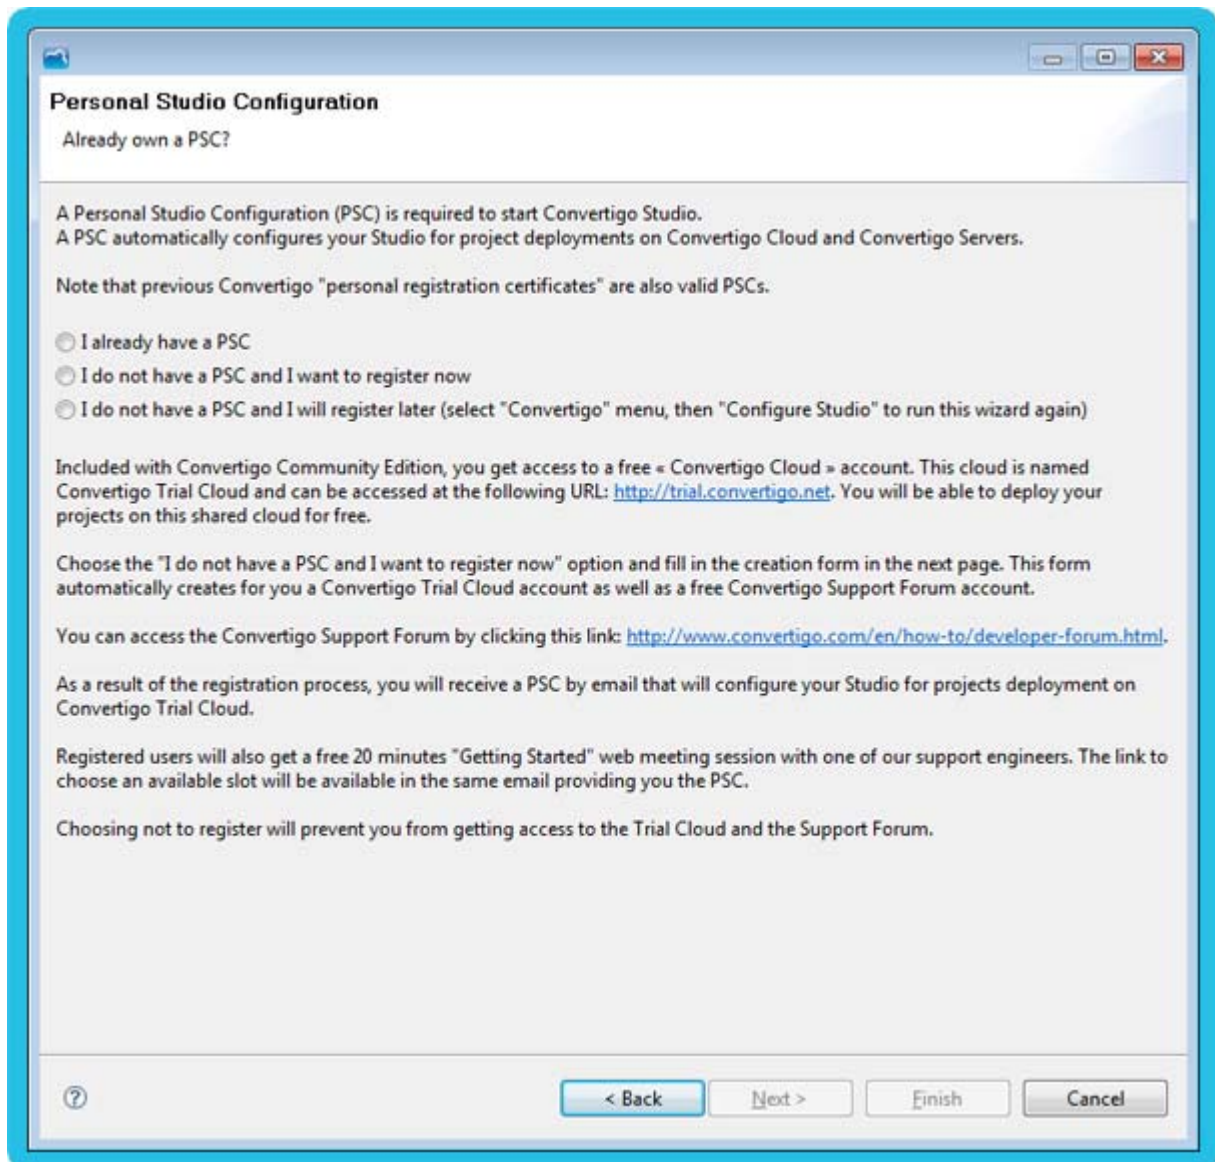 Personal Studio Configuration
Already own a PSC?
A Personal Studio Configuration (PSC) is required to start Convertigo Studio.
A PSC automatically configures your Studio for project deployments on Convertigo Cloud and Convertigo Servers.
Note that previous Convertigo "personal registration certificates" are also valid PSCs.
I already have a PSC
I do not have a PSC and I want to register now
I do not have a PSC and I will register later (select "Convertigo" menu, then "Configure Studio" to run this wizard again)
Included with Convertigo Community Edition, you get access to a free « Convertigo Cloud » account. This cloud is named
Convertigo Trial Cloud and can be accessed at the following URL: http://trial.convertigo.net. You will be able to deploy your
projects on this shared cloud for free.
Choose the "I do not have a PSC and I want to register now" option and fill in the creation form in the next page. This form
automatically creates for you a Convertigo Trial Cloud account as well as a free Convertigo Support Forum account.
You can access the Convertigo Support Forum by clicking this link: http://www.convertigo.com/en/how-to/developer-forum.html.
As a result of the registration process, you will receive a PSC by email that will configure your Studio for projects deployment on
Convertigo Trial Cloud.
Registered users will also get a free 20 minutes "Getting Started" web meeting session with one of our support engineers. The link to
choose an available slot will be available in the same email providing you the PSC.
Choosing not to register will prevent you from getting access to the Trial Cloud and the Support Forum.
? < Back Next > Finish Cancel